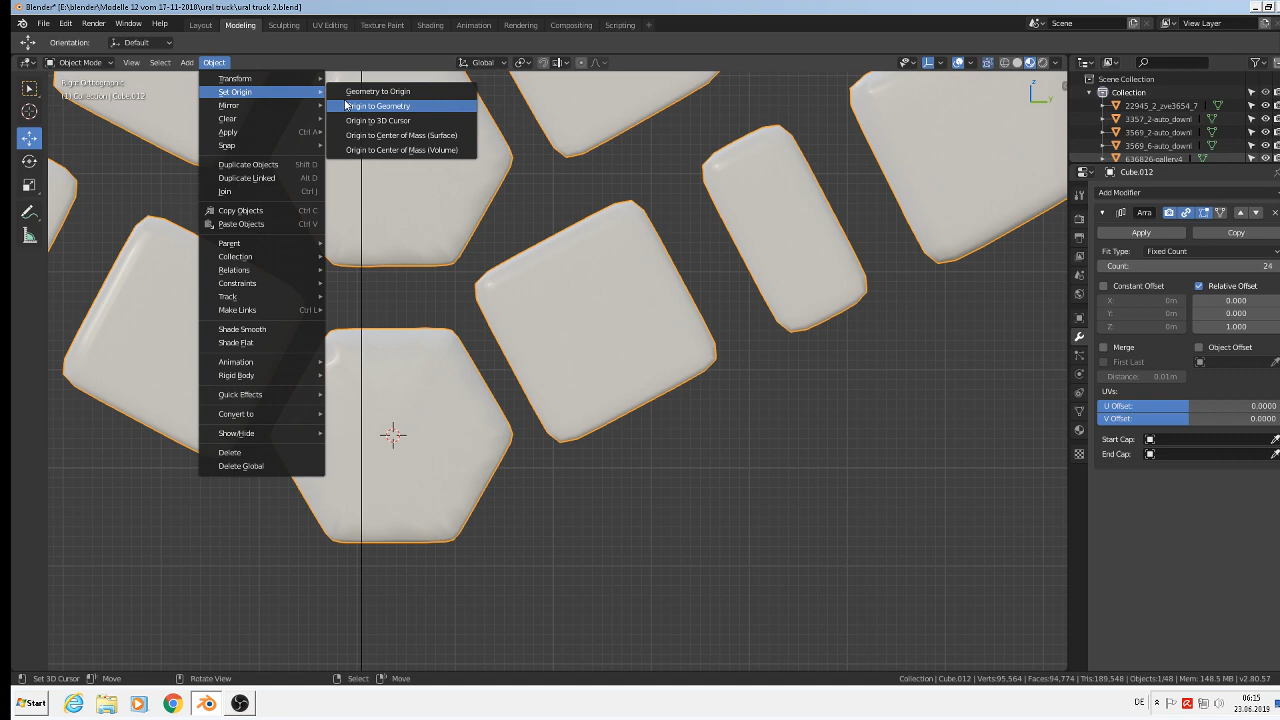 Blender* [E:\blender\Modelle 12 vom 17-11-2018\ural truck\ural truck 2.blend]
File Edit Render Window Help Layout Modeling Sculpting UV Editing Texture Paint Shading Animation Rendering Compositing Scripting Scene View Layer
Orientation: Default
Object Mode View Select Add Object Global
Right Orthographic
(1) Collection | Cube.012
Transform
Set Origin
Mirror
Clear
Apply Ctrl A
Snap
Duplicate Objects Shift D
Duplicate Linked Alt D
Join Ctrl J
Copy Objects Ctrl C
Paste Objects Ctrl V
Parent
Collection
Relations
Constraints
Track
Make Links Ctrl L
Shade Smooth
Shade Flat
Animation
Rigid Body
Quick Effects
Convert to
Show/Hide
Delete
Delete Global
Geometry to Origin
Origin to Geometry
Origin to 3D Cursor
Origin to Center of Mass (Surface)
Origin to Center of Mass (Volume)
z
y
Scene Collection
Collection
22945_2_zve3654_7
3357_2-auto_downl
3569_2-auto_downl
3569_6-auto_downl
636826-gallery4
Cube.012
Add Modifier
Arra
Apply Copy
Fit Type: Fixed Count
Count: 24
Constant Offset Relative Offset
X: 0m 0.000
Y: 0m 0.000
Z: 0m 1.000
Merge Object Offset
First Last
Distance: 0.01m
UVs:
U Offset: 0.0000
V Offset: 0.0000
Start Cap:
End Cap:
Set 3D Cursor Move Rotate View Select Move Collection | Cube.012 | Verts:95,564 | Faces:94,774 | Tris:189,548 | Objects:1/48 | Mem: 148.5 MB | v2.80.57
Start DE 06:15
23.06.2019